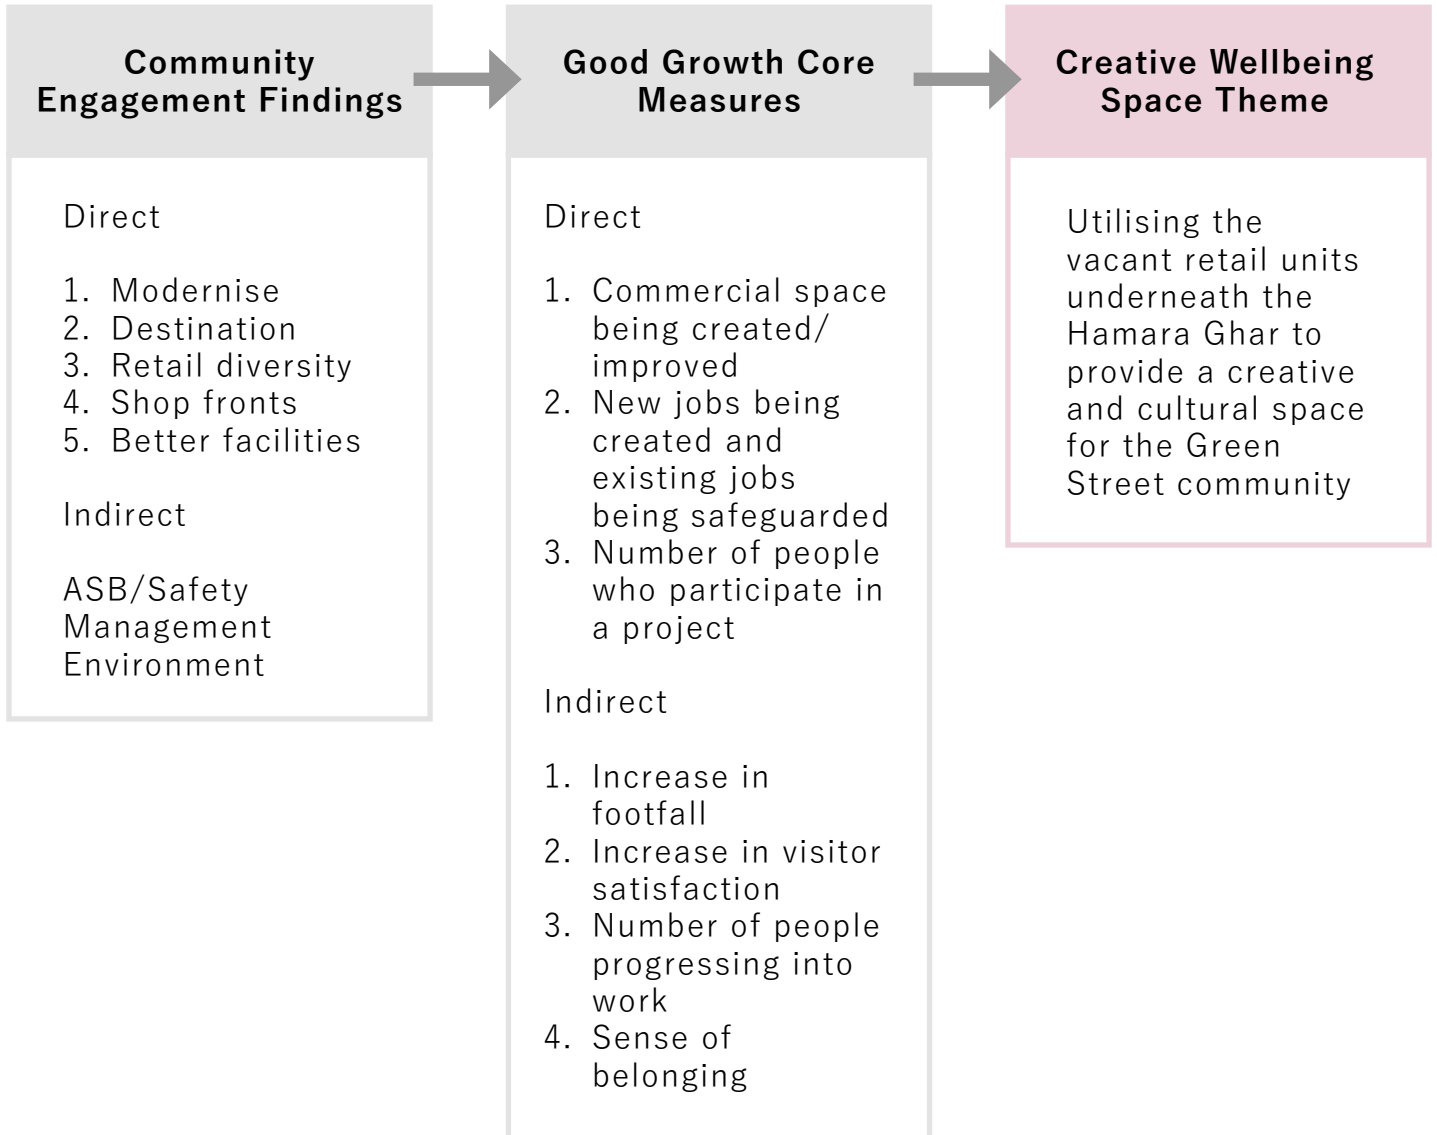 Community
Engagement Findings
Direct
1. Modernise
2. Destination
3. Retail diversity
4. Shop fronts
5. Better facilities
Indirect
ASB/Safety
Management
Environment
Good Growth Core
Measures
Direct
1. Commercial space
being created/
improved
2. New jobs being
created and
existing jobs
being safeguarded
3. Number of people
who participate in
a project
Indirect
1. Increase in
footfall
2. Increase in visitor
satisfaction
3. Number of people
progressing into
work
4. Sense of
belonging
Creative Wellbeing
Space Theme
Utilising the
vacant retail units
underneath the
Hamara Ghar to
provide a creative
and cultural space
for the Green
Street community